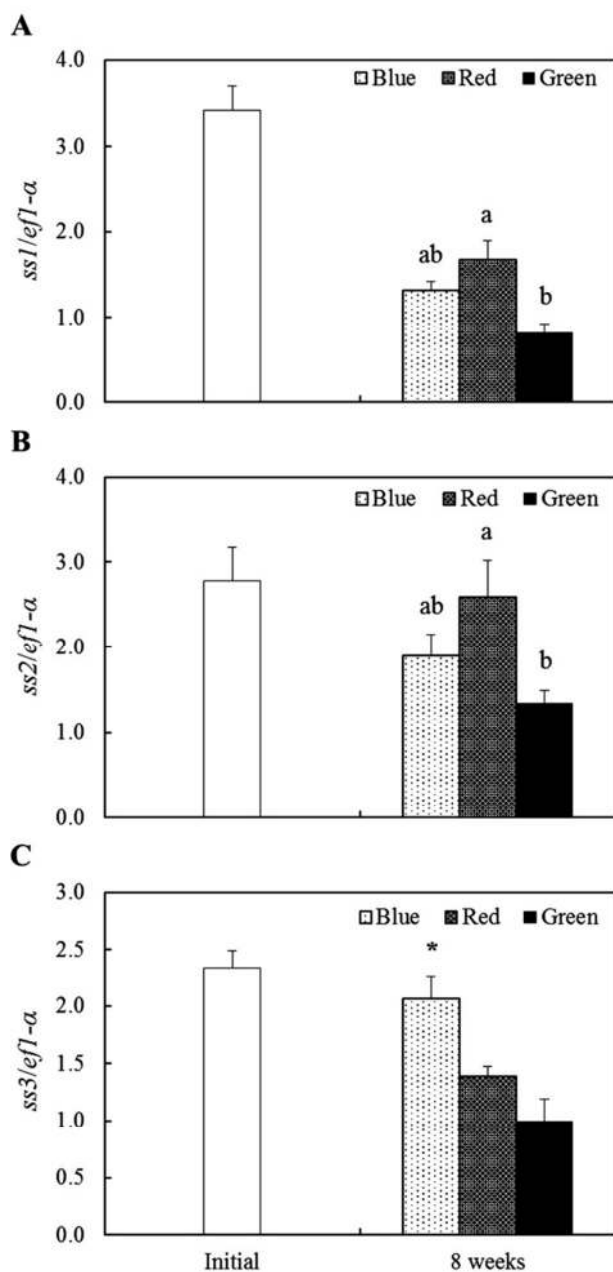 A
4.0
3.0
2.0
1.0
0.0
ss1/ef1-α
Blue Red Green
ab
a
b
B
4.0
3.0
2.0
1.0
0.0
ss2/ef1-α
Blue Red Green
ab
a
b
C
3.0
2.5
2.0
1.5
1.0
0.5
0.0
ss3/ef1-α
Blue Red Green
*
Initial 8 weeks